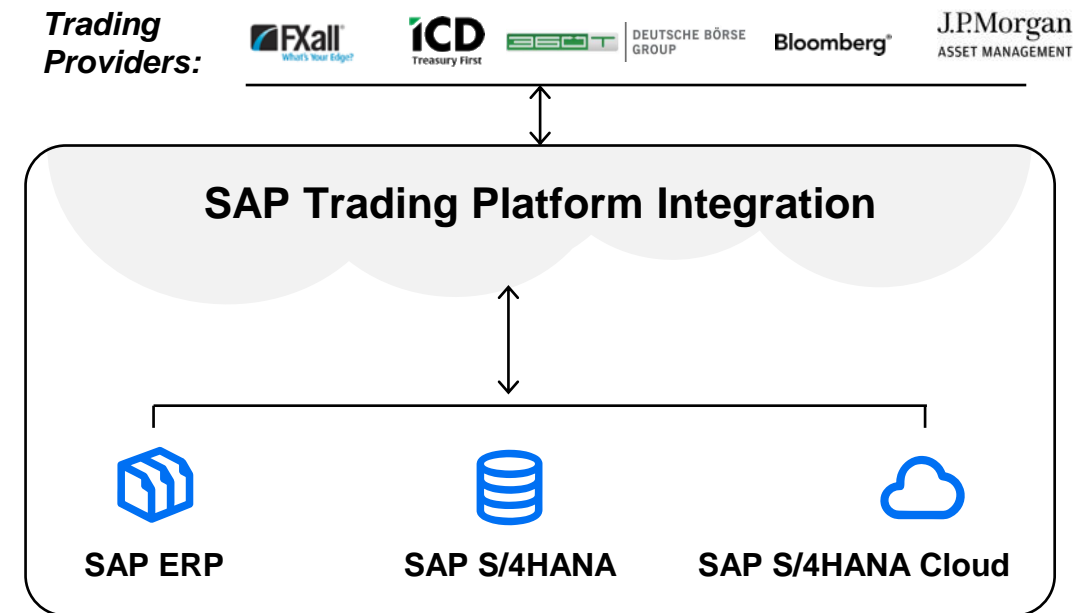 Trading
Providers:
FXall®
What's Your Edge?
iCD
Treasury First
360T
DEUTSCHE BÖRSE
GROUP
Bloomberg®
J.P.Morgan
ASSET MANAGEMENT
SAP Trading Platform Integration
SAP ERP
SAP S/4HANA
SAP S/4HANA Cloud